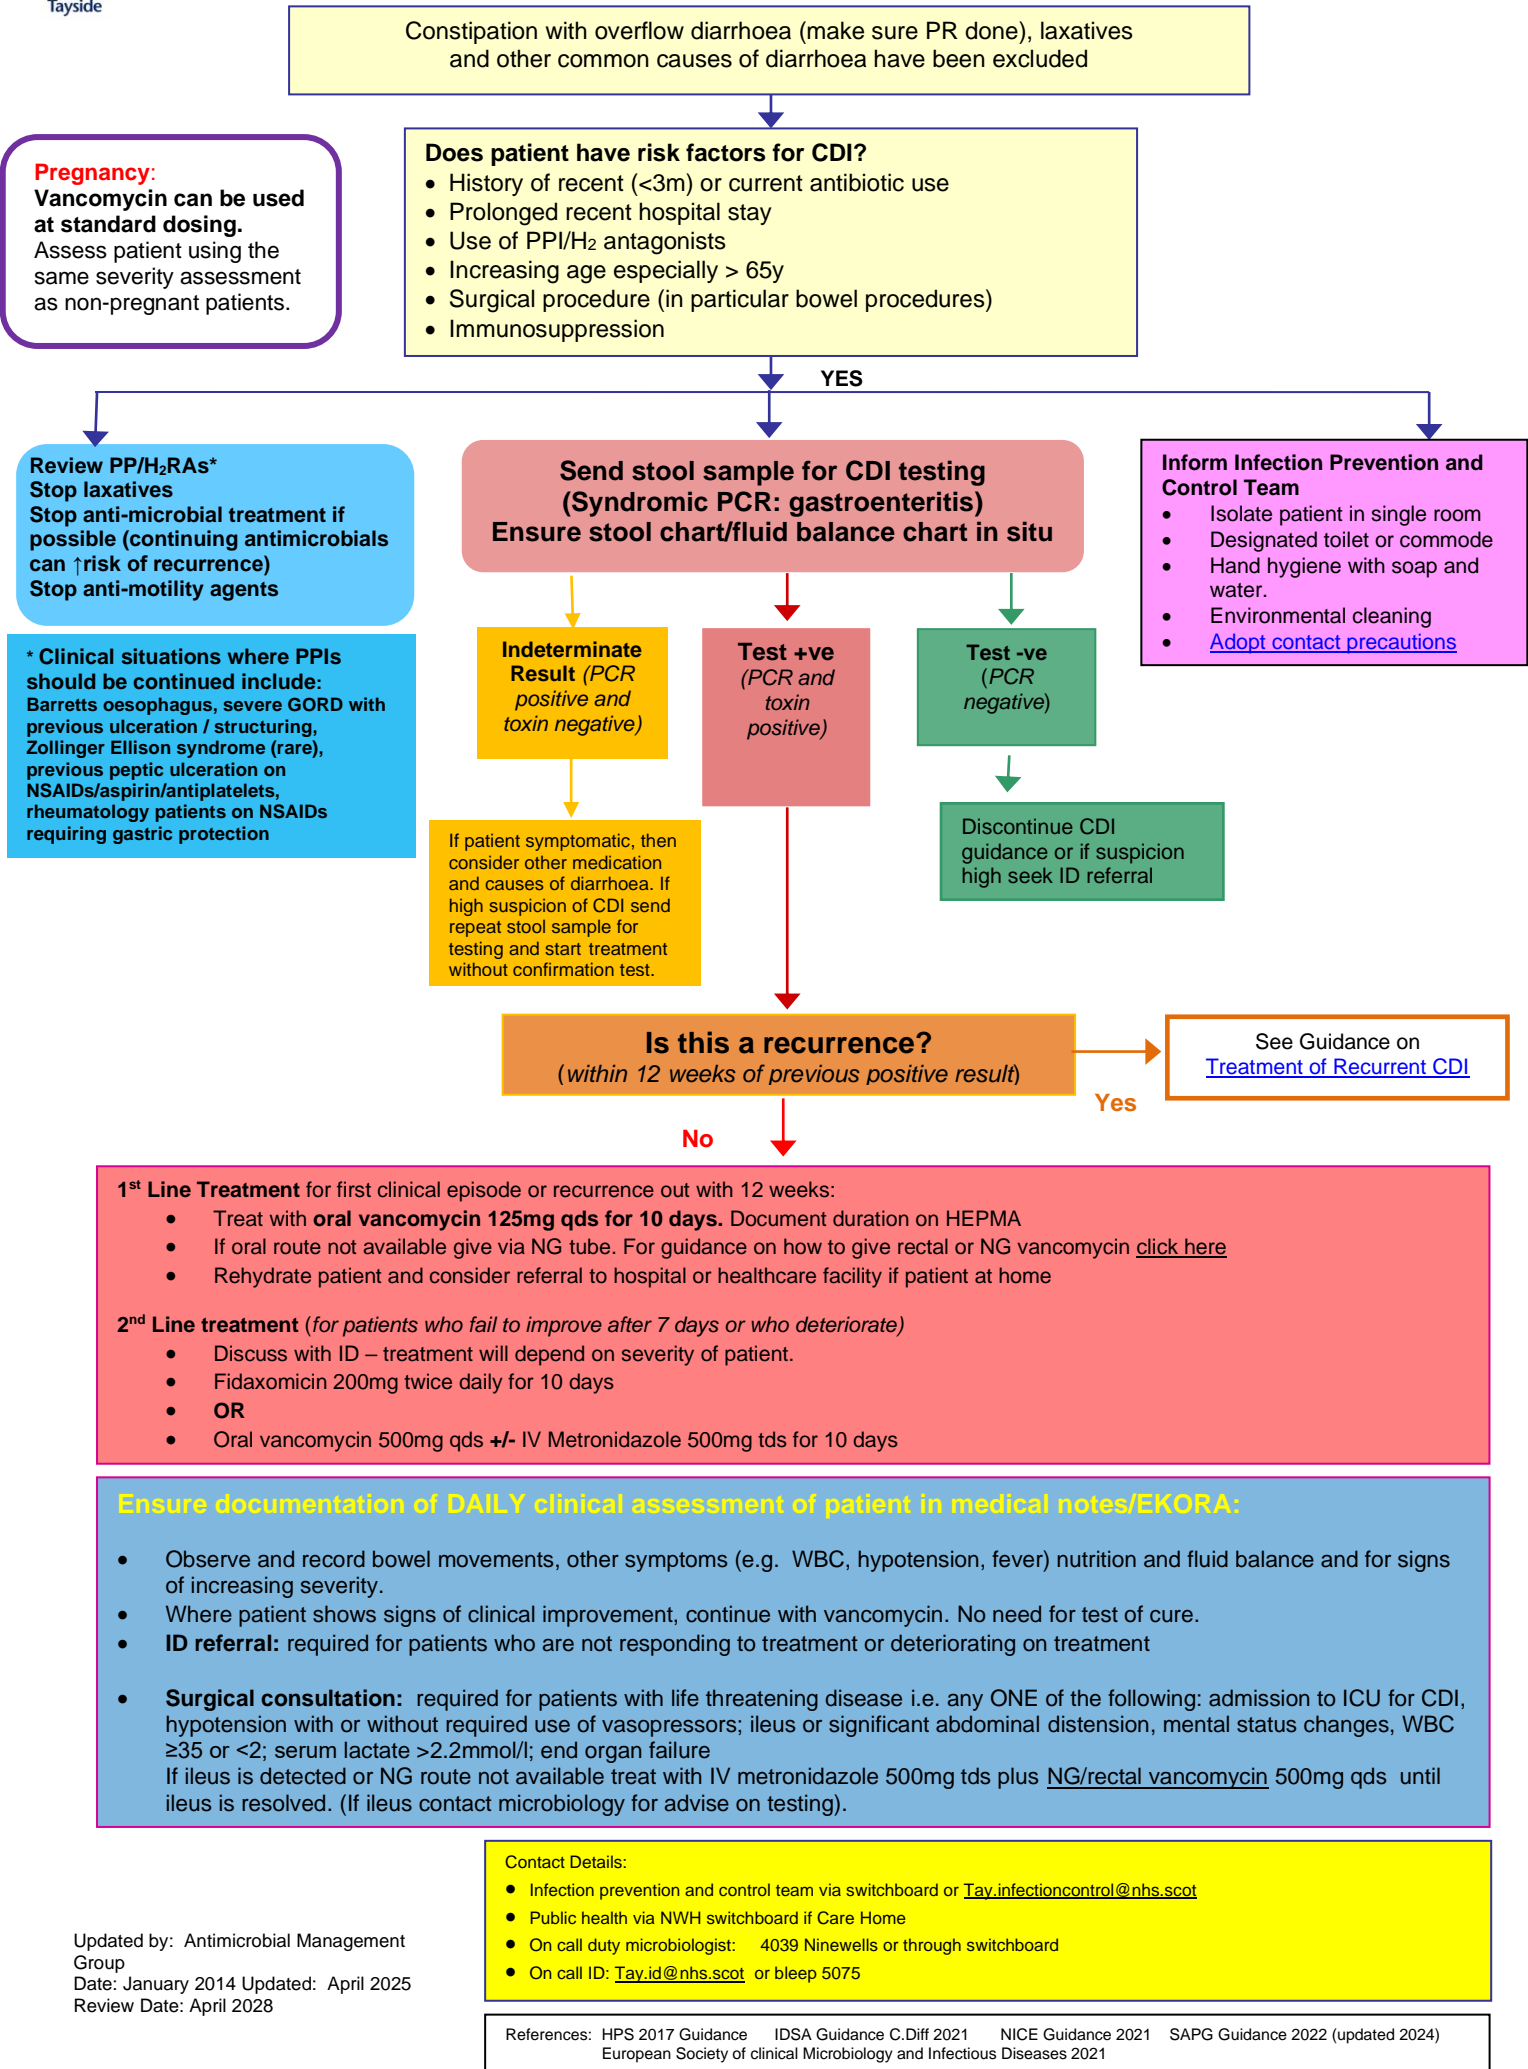 Tayside
Constipation with overflow diarrhoea (make sure PR done), laxatives
and other common causes of diarrhoea have been excluded
Pregnancy:
Vancomycin can be used
at standard dosing.
Assess patient using the
same severity assessment
as non-pregnant patients.
Does patient have risk factors for CDI?
• History of recent (<3m) or current antibiotic use
• Prolonged recent hospital stay
• Use of PPI/H2 antagonists
• Increasing age especially > 65y
• Surgical procedure (in particular bowel procedures)
• Immunosuppression
YES
Review PP/H2RAs*
Stop laxatives
Stop anti-microbial treatment if
possible (continuing antimicrobials
can ↑risk of recurrence)
Stop anti-motility agents
* Clinical situations where PPIs
should be continued include:
Barretts oesophagus, severe GORD with
previous ulceration / structuring,
Zollinger Ellison syndrome (rare),
previous peptic ulceration on
NSAIDs/aspirin/antiplatelets,
rheumatology patients on NSAIDs
requiring gastric protection
Send stool sample for CDI testing
(Syndromic PCR: gastroenteritis)
Ensure stool chart/fluid balance chart in situ
Inform Infection Prevention and
Control Team
• Isolate patient in single room
• Designated toilet or commode
• Hand hygiene with soap and
water.
• Environmental cleaning
• Adopt contact precautions
Indeterminate
Result (PCR
positive and
toxin negative)
Test +ve
(PCR and
toxin
positive)
Test -ve
(PCR
negative)
If patient symptomatic, then
consider other medication
and causes of diarrhoea. If
high suspicion of CDI send
repeat stool sample for
testing and start treatment
without confirmation test.
Discontinue CDI
guidance or if suspicion
high seek ID referral
Is this a recurrence?
(within 12 weeks of previous positive result)
Yes
See Guidance on
Treatment of Recurrent CDI
No
1st Line Treatment for first clinical episode or recurrence out with 12 weeks:
• Treat with oral vancomycin 125mg qds for 10 days. Document duration on HEPMA
• If oral route not available give via NG tube. For guidance on how to give rectal or NG vancomycin click here
• Rehydrate patient and consider referral to hospital or healthcare facility if patient at home
2nd Line treatment (for patients who fail to improve after 7 days or who deteriorate)
• Discuss with ID – treatment will depend on severity of patient.
• Fidaxomicin 200mg twice daily for 10 days
• OR
• Oral vancomycin 500mg qds +/- IV Metronidazole 500mg tds for 10 days
Ensure documentation of DAILY clinical assessment of patient in medical notes/EKORA:
• Observe and record bowel movements, other symptoms (e.g. WBC, hypotension, fever) nutrition and fluid balance and for signs
of increasing severity.
• Where patient shows signs of clinical improvement, continue with vancomycin. No need for test of cure.
• ID referral: required for patients who are not responding to treatment or deteriorating on treatment
• Surgical consultation: required for patients with life threatening disease i.e. any ONE of the following: admission to ICU for CDI,
hypotension with or without required use of vasopressors; ileus or significant abdominal distension, mental status changes, WBC
≥35 or <2; serum lactate >2.2mmol/l; end organ failure
If ileus is detected or NG route not available treat with IV metronidazole 500mg tds plus NG/rectal vancomycin 500mg qds until
ileus is resolved. (If ileus contact microbiology for advise on testing).
Contact Details:
• Infection prevention and control team via switchboard or Tay.infectioncontrol@nhs.scot
• Public health via NWH switchboard if Care Home
• On call duty microbiologist: 4039 Ninewells or through switchboard
• On call ID: Tay.id@nhs.scot or bleep 5075
Updated by: Antimicrobial Management
Group
Date: January 2014 Updated: April 2025
Review Date: April 2028
References: HPS 2017 Guidance IDSA Guidance C.Diff 2021 NICE Guidance 2021 SAPG Guidance 2022 (updated 2024)
European Society of clinical Microbiology and Infectious Diseases 2021